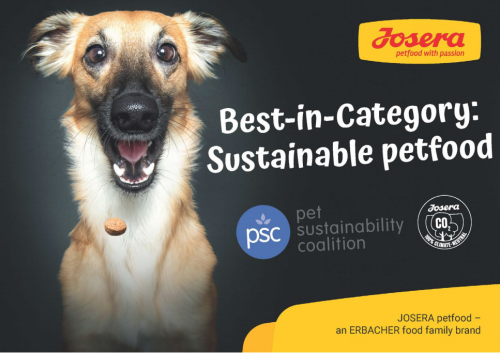 Josera
petfood with passion
Best-in-Category:
Sustainable petfood
psc
pet
sustainability
coalition
Josera
CO2
100% CLIMATE-NEUTRAL
JOSERA petfood –
an ERBACHER food family brand